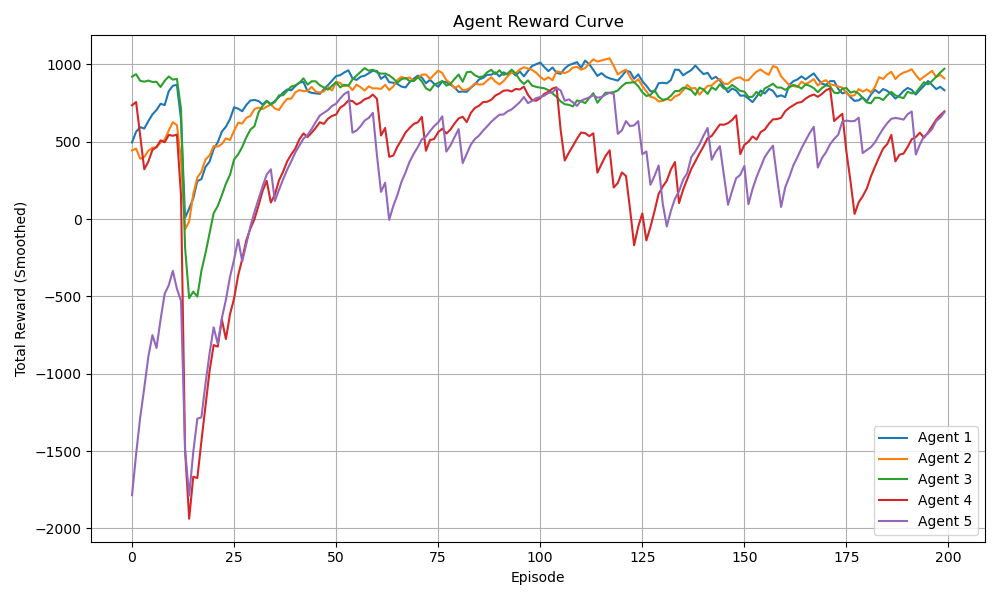 Agent Reward Curve
Total Reward (Smoothed)
1000
500
0
−500
−1000
−1500
−2000
0 25 50 75 100 125 150 175 200
Episode
Agent 1
Agent 2
Agent 3
Agent 4
Agent 5